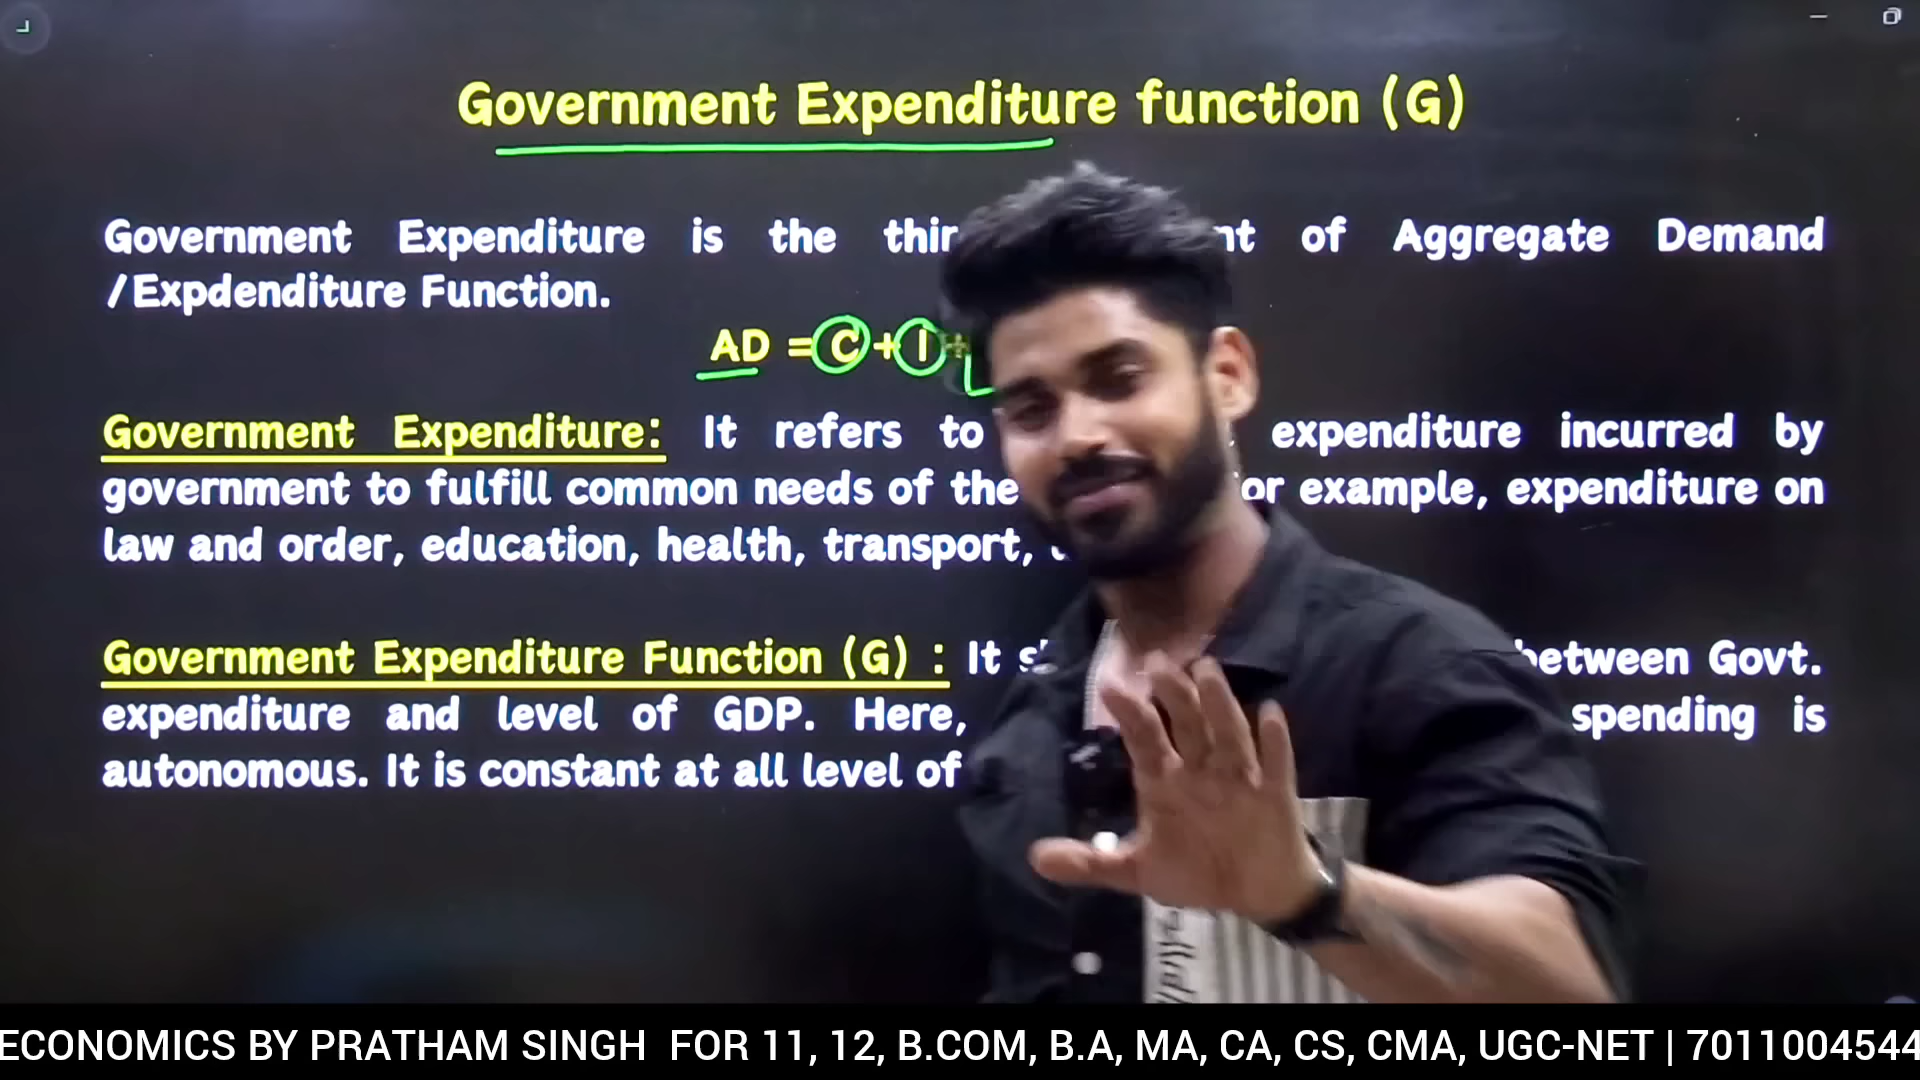 Government Expenditure function (G)
Government Expenditure is the of Aggregate Demand
/Expdenditure Function.
AD = C + I +
Government Expenditure: It refers to expenditure incurred by
government to fulfill common needs of the example, expenditure on
law and order, education, health, transport,
Government Expenditure Function (G) : It between Govt.
expenditure and level of GDP. Here, spending is
autonomous. It is constant at all level of
ECONOMICS BY PRATHAM SINGH FOR 11, 12, B.COM, B.A, MA, CA, CS, CMA, UGC-NET | 7011004544